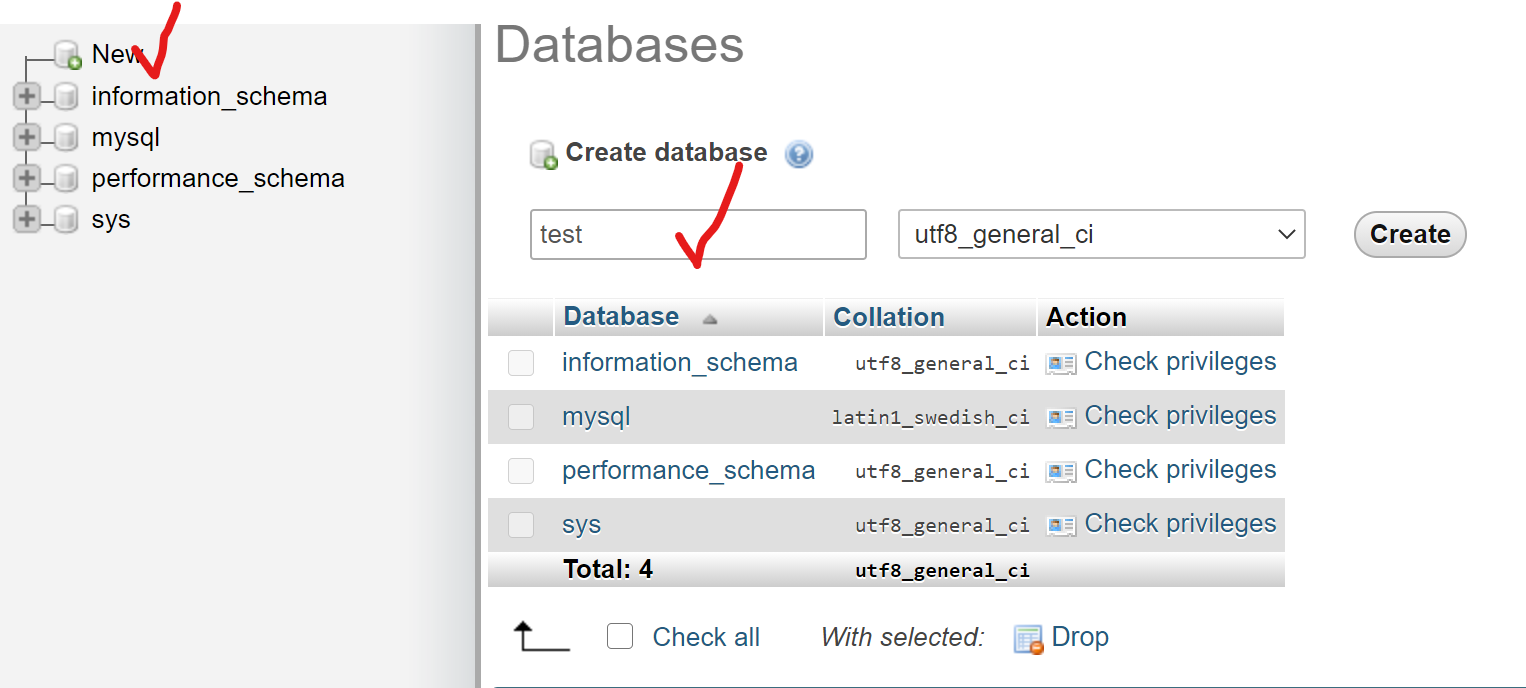 New
information_schema
mysql
performance_schema
sys
Databases
Create database
test utf8_general_ci Create
Database Collation Action
information_schema utf8_general_ci Check privileges
mysql latin1_swedish_ci Check privileges
performance_schema utf8_general_ci Check privileges
sys utf8_general_ci Check privileges
Total: 4 utf8_general_ci
Check all With selected: Drop